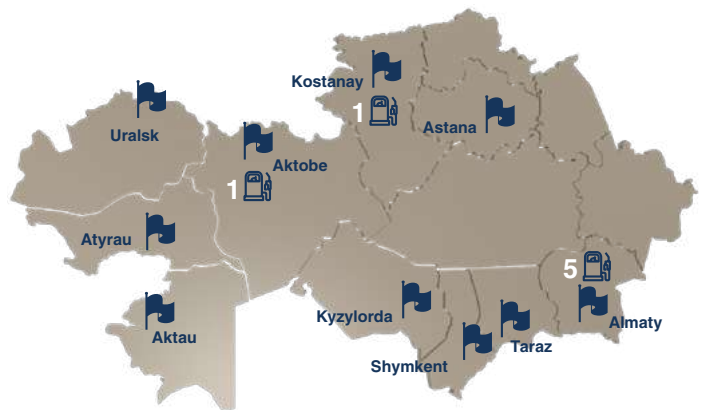 Kostanay
1
Astana
Uralsk
Aktobe
1
Atyrau
5
Kyzylorda
Almaty
Aktau
Taraz
Shymkent